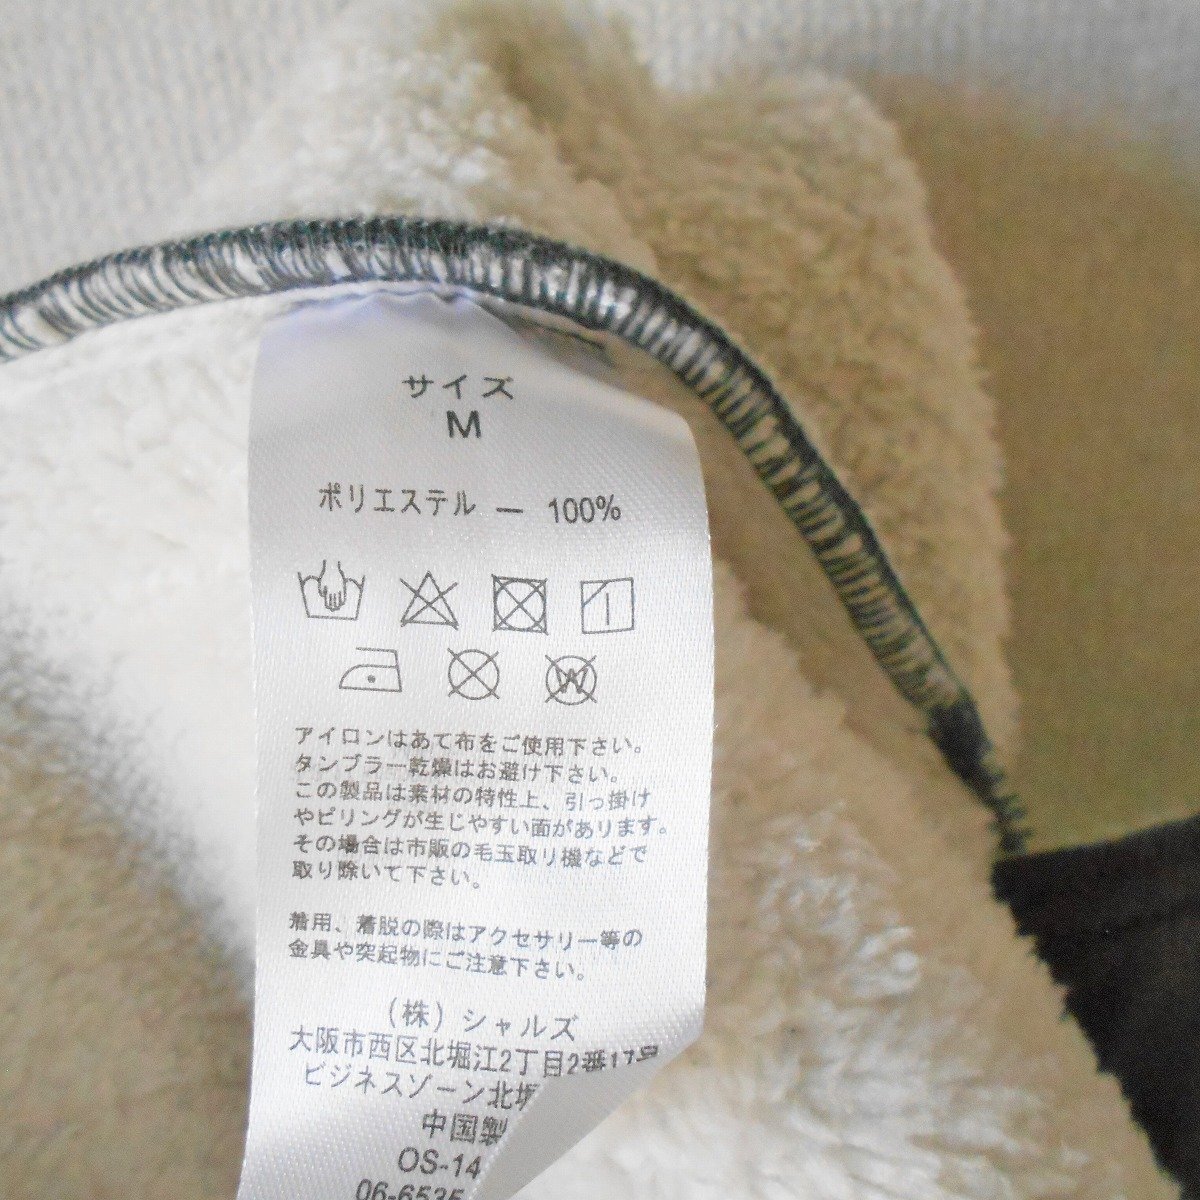 サイズ
M
ポリエステル — 100%
アイロンはあて布をご使用下さい。
タンブラー乾燥はお避け下さい。
この製品は素材の特性上、引っ掛け
やピリングが生じやすい面があります。
その場合は市販の毛玉取り機などで
取り除いて下さい。
着用、着脱の際はアクセサリー等の
金具や突起物にご注意下さい。
(株)シャルズ
大阪市西区北堀江2丁目2番17号
ビジネスゾーン北堀
中国製
OS-14
06-6535